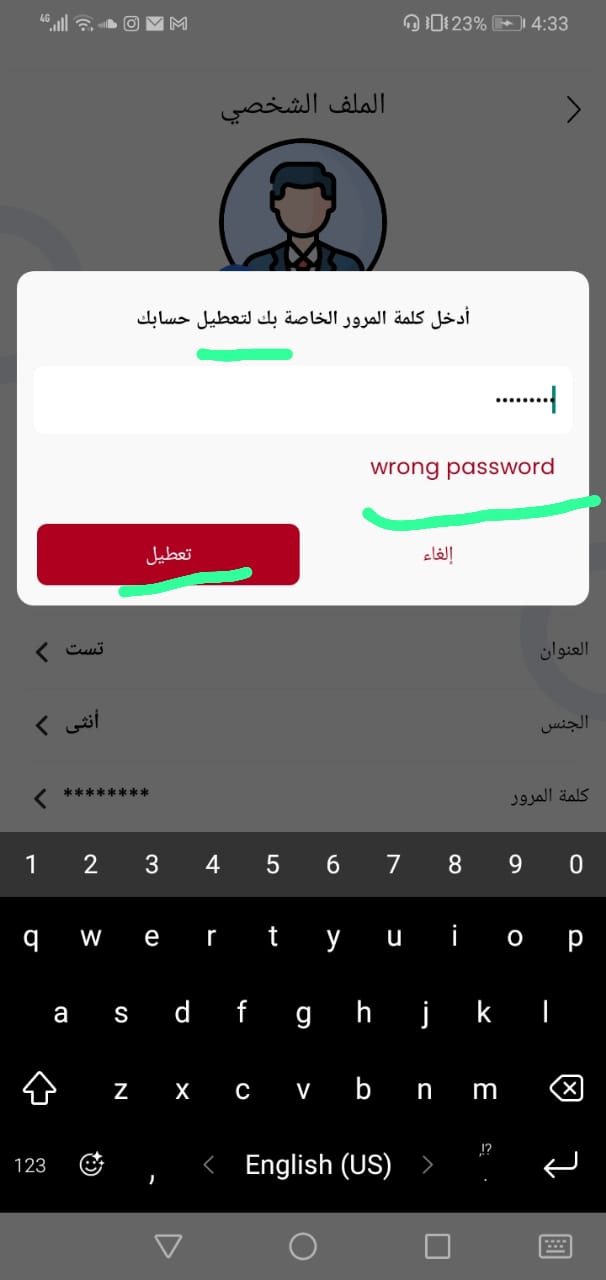 4G 23% 4:33
الملف الشخصي
أدخل كلمة المرور الخاصة بك لتعطيل حسابك
•••••••••
wrong password
إلغاء تعطيل
العنوان تست
الجنس أنثى
كلمة المرور ********
1 2 3 4 5 6 7 8 9 0
q w e r t y u i o p
a s d f g h j k l
z x c v b n m
123 , English (US) ,!? .